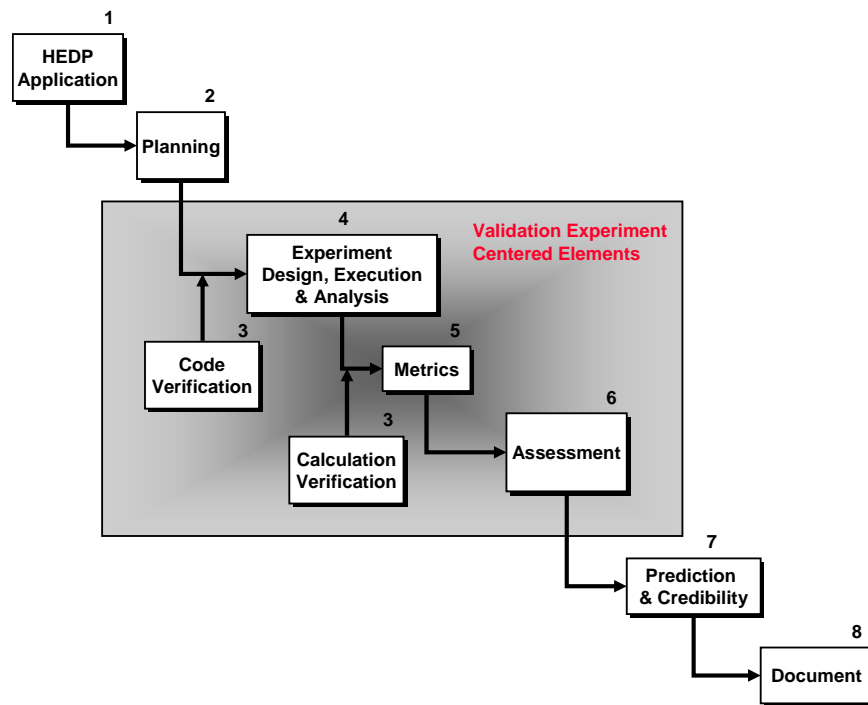 1
HEDP
Application
2
Planning
4
Validation Experiment
Centered Elements
Experiment
Design, Execution
& Analysis
3
Code
Verification
5
Metrics
3
Calculation
Verification
6
Assessment
7
Prediction
& Credibility
8
Document